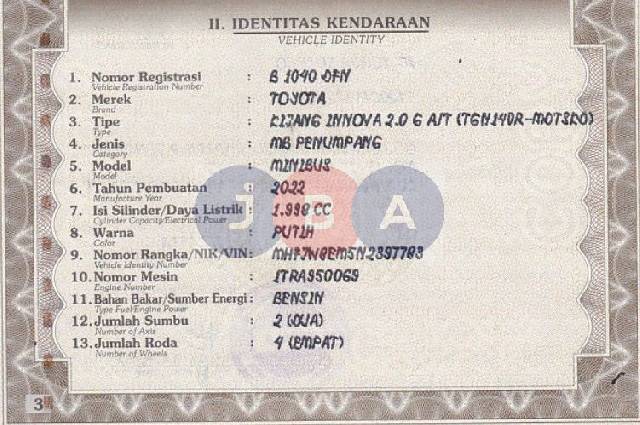 II. IDENTITAS KENDARAAN
VEHICLE IDENTITY
1. Nomor Registrasi : B 1040 DFN
Vehicle Registration Number
2. Merek : TOYOTA
Brand
3. Tipe : KIJANG INNOVA 2.0 G A/T (TGN140R-MOTSKD)
Type
4. Jenis : MB PENUMPANG
Category
5. Model : MINIBUS
Model
6. Tahun Pembuatan : 2022
Manufacture Year
7. Isi Silinder/Daya Listrik : 1.998 CC
Cylinder Capacity/Electrical Power
8. Warna : PUTIH
Color
9. Nomor Rangka/NIK/VIN:
Vehicle Identity Number
10. Nomor Mesin : 1TRA950069
Engine Number
11. Bahan Bakar/Sumber Energi : BENSIN
Type Fuel/Engine Power
12. Jumlah Sumbu : 2 (DUA)
Number of Axis
13. Jumlah Roda : 4 (EMPAT)
Number of Wheels
JBA
3